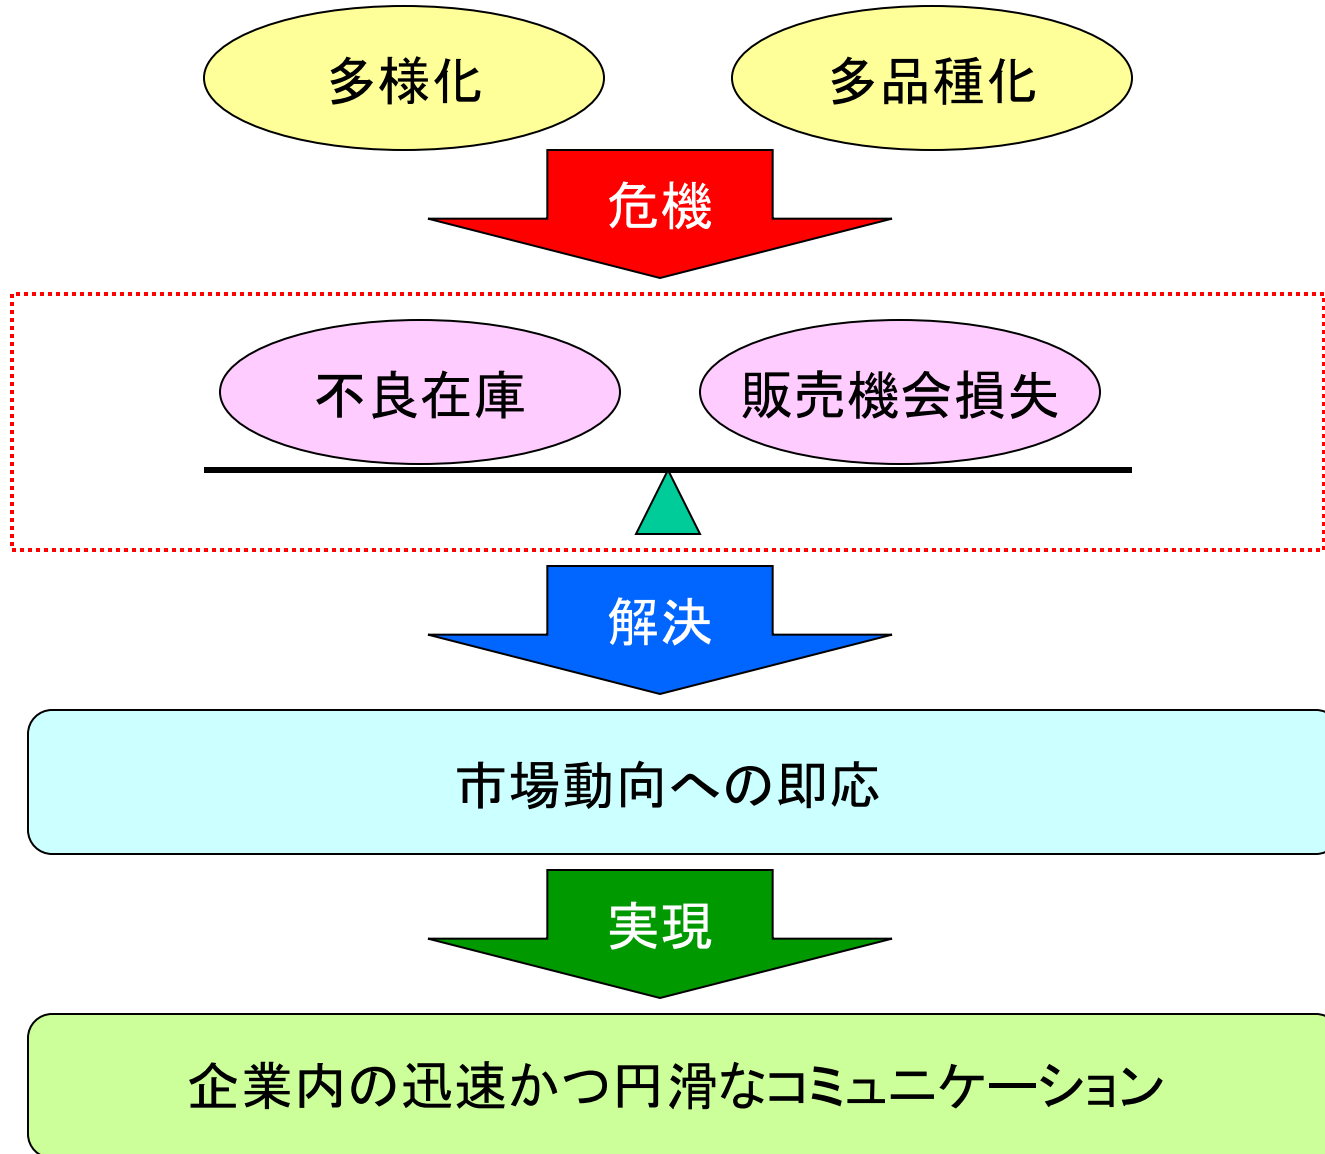 多様化
多品種化
危機
不良在庫
販売機会損失
解決
市場動向への即応
実現
企業内の迅速かつ円滑なコミュニケーション